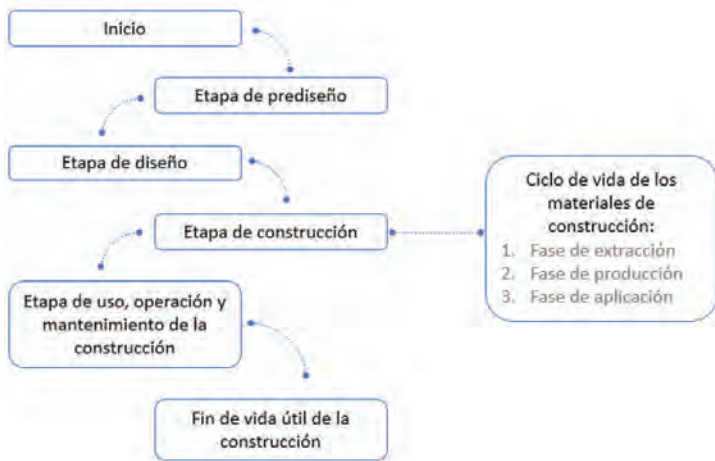 Inicio
Etapa de prediseño
Etapa de diseño
Etapa de construcción
Ciclo de vida de los
materiales de
construcción:
1. Fase de extracción
2. Fase de producción
3. Fase de aplicación
Etapa de uso, operación y
mantenimiento de la
construcción
Fin de vida útil de la
construcción